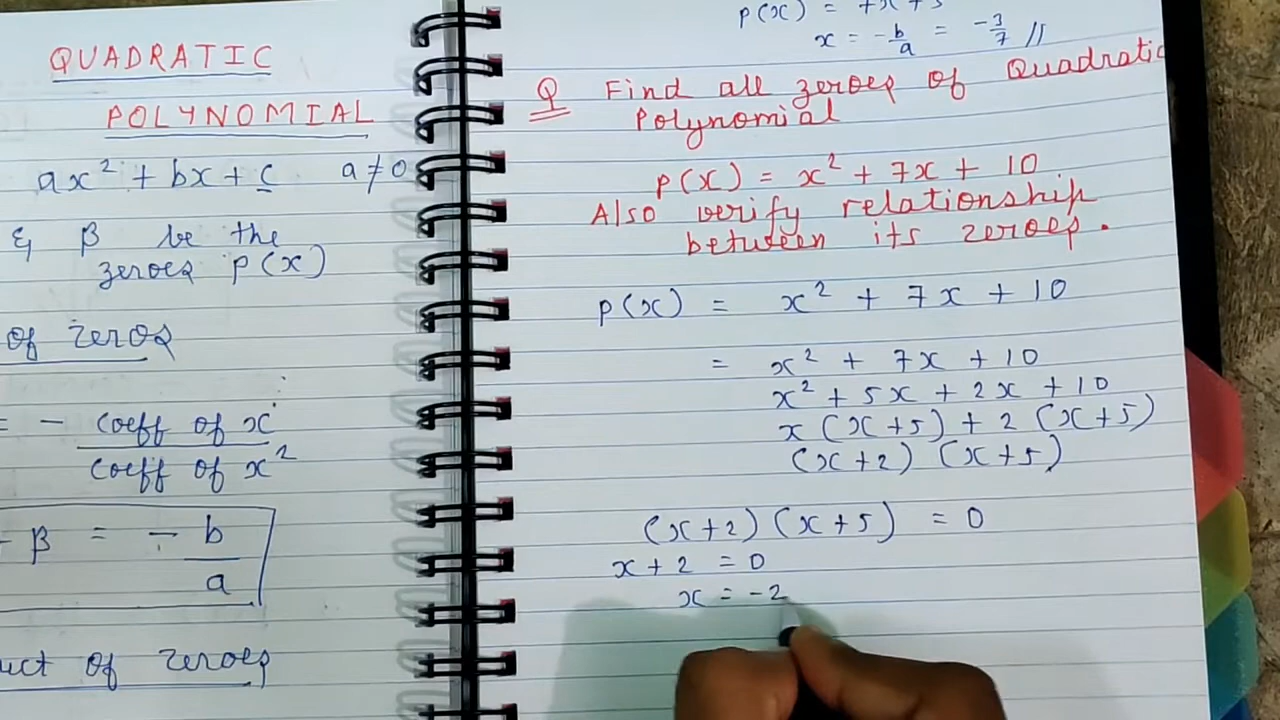 QUADRATIC
POLYNOMIAL
ax² + bx + c a ≠ 0
& β be the
zeroes p(x)
of zeros
= - coeff of x
coeff of x²
β = - b
a
of zeroes
p(x) =
x = -b/a = -3/7 //
Q Find all zeroes of Quadratic
Polynomial
p(x) = x² + 7x + 10
Also verify relationship
between its zeroes.
p(x) = x² + 7x + 10
= x² + 7x + 10
x² + 5x + 2x + 10
x (x+5) + 2 (x+5)
(x+2) (x+5)
(x+2) (x+5) = 0
x + 2 = 0
x = -2